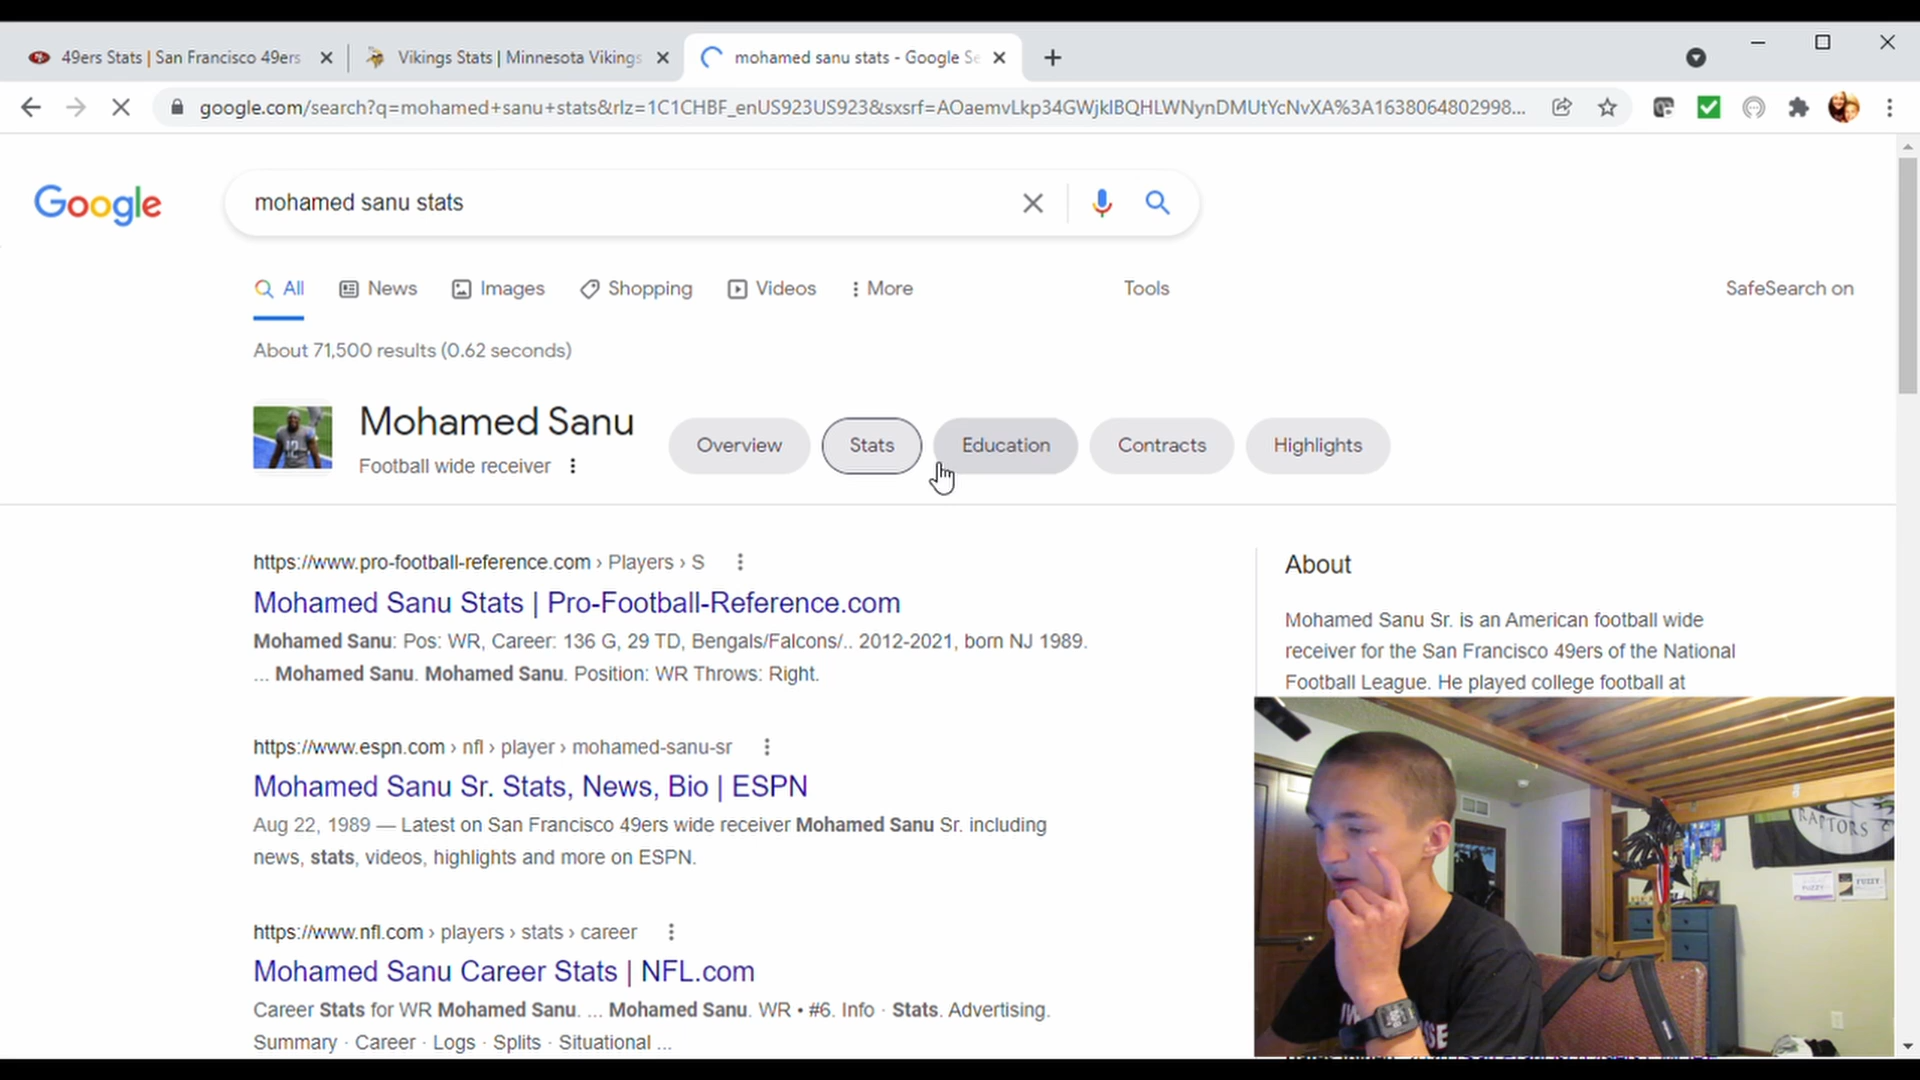 49ers Stats | San Francisco 49ers
Vikings Stats | Minnesota Vikings
mohamed sanu stats - Google Se
google.com/search?q=mohamed+sanu+stats&rlz=1C1CHBF_enUS923US923&sxsrf=AOaemvLkp34GWjklBQHLWNynDMUtYcNvXA%3A1638064802998...
Google
mohamed sanu stats
All
News
Images
Shopping
Videos
More
Tools
SafeSearch on
About 71,500 results (0.62 seconds)
Mohamed Sanu
Football wide receiver
Overview
Stats
Education
Contracts
Highlights
https://www.pro-football-reference.com › Players › S
Mohamed Sanu Stats | Pro-Football-Reference.com
Mohamed Sanu: Pos: WR, Career: 136 G, 29 TD, Bengals/Falcons/.. 2012-2021, born NJ 1989.
... Mohamed Sanu. Mohamed Sanu. Position: WR Throws: Right.
https://www.espn.com › nfl › player › mohamed-sanu-sr
Mohamed Sanu Sr. Stats, News, Bio | ESPN
Aug 22, 1989 — Latest on San Francisco 49ers wide receiver Mohamed Sanu Sr. including
news, stats, videos, highlights and more on ESPN.
https://www.nfl.com › players › stats › career
Mohamed Sanu Career Stats | NFL.com
Career Stats for WR Mohamed Sanu. ... Mohamed Sanu. WR • #6. Info · Stats. Advertising.
Summary · Career · Logs · Splits · Situational ...
About
Mohamed Sanu Sr. is an American football wide
receiver for the San Francisco 49ers of the National
Football League. He played college football at
RAPTORS
FUZZY
FUZZY